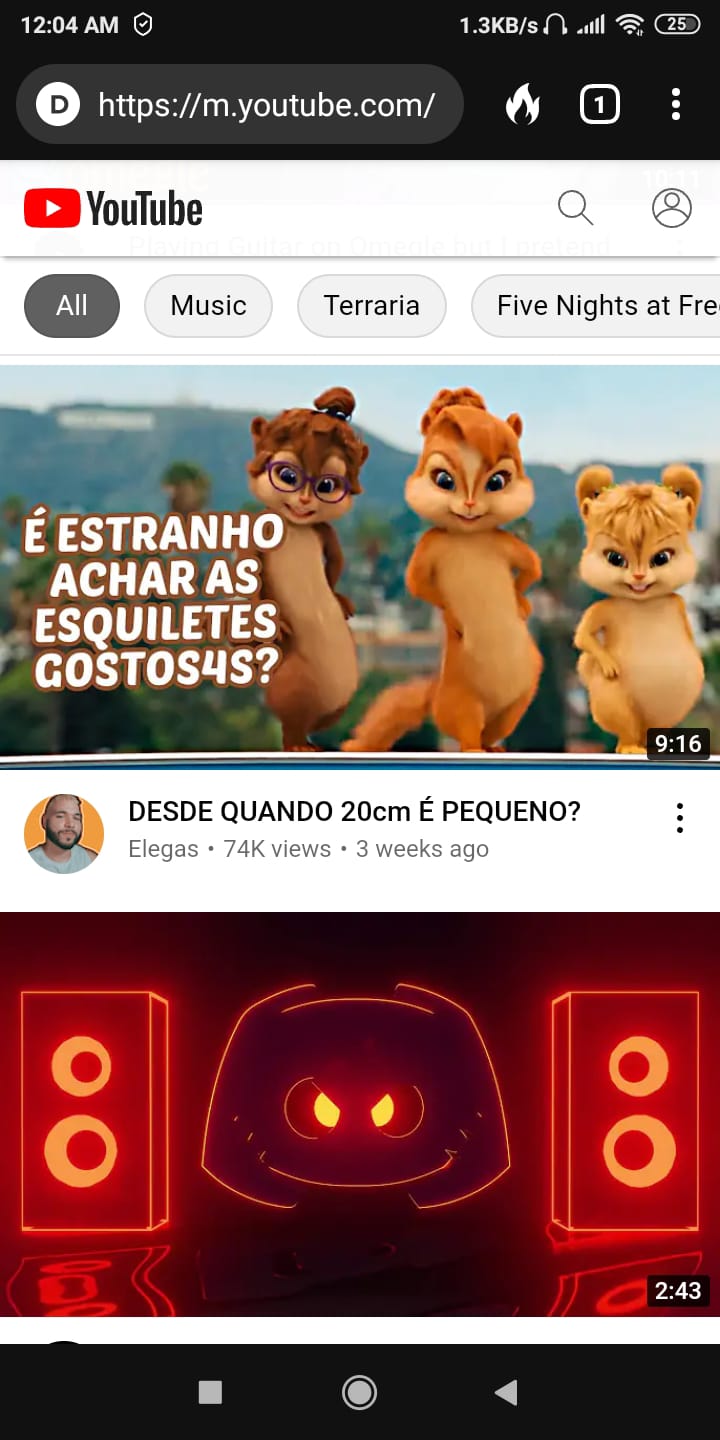 12:04 AM
1.3KB/s
25
D
https://m.youtube.com/
1
10:11
YouTube
Playing Guitar on Omegle but I pretend
All
Music
Terraria
Five Nights at Fre
É ESTRANHO
ACHAR AS
ESQUILETES
GOSTOS4S?
9:16
DESDE QUANDO 20cm É PEQUENO?
Elegas • 74K views • 3 weeks ago
2:43